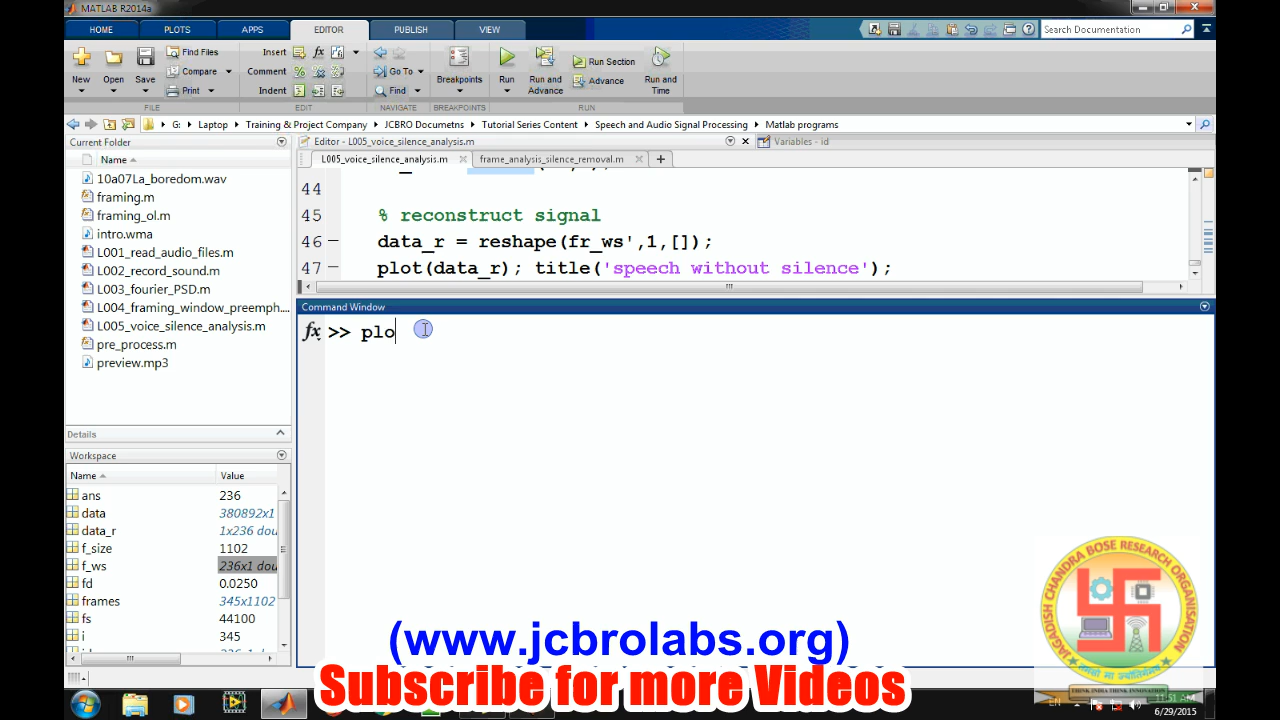 MATLAB R2014a
HOME PLOTS APPS EDITOR PUBLISH VIEW Search Documentation
Find Files Insert fx Run Section
Compare Comment Go To Advance
New Open Save Print Indent Find Breakpoints Run Run and Advance Run and Time
FILE EDIT NAVIGATE BREAKPOINTS RUN
G: Laptop Training & Project Company JCBRO Documetns Tutorial Series Content Speech and Audio Signal Processing Matlab programs
Current Folder
Name
10a07La_boredom.wav
framing.m
framing_ol.m
intro.wma
L001_read_audio_files.m
L002_record_sound.m
L003_fourier_PSD.m
L004_framing_window_preemph....
L005_voice_silence_analysis.m
pre_process.m
preview.mp3
Details
Workspace
Name Value
ans 236
data 380892x1
data_r 1x236 dou
f_size 1102
f_ws 236x1 dou
fd 0.0250
frames 345x1102
fs 44100
i 345
Editor - L005_voice_silence_analysis.m Variables - id
L005_voice_silence_analysis.m frame_analysis_silence_removal.m
44
45 % reconstruct signal
46 data_r = reshape(fr_ws',1,[]);
47 plot(data_r); title('speech without silence');
Command Window
fx >> plo
JAGADISH CHANDRA BOSE RESEARCH ORGANISATION
THINK INDIA THINK INNOVATION
(www.jcbrolabs.org)
Subscribe for more Videos
EN 11:51 AM
6/29/2015